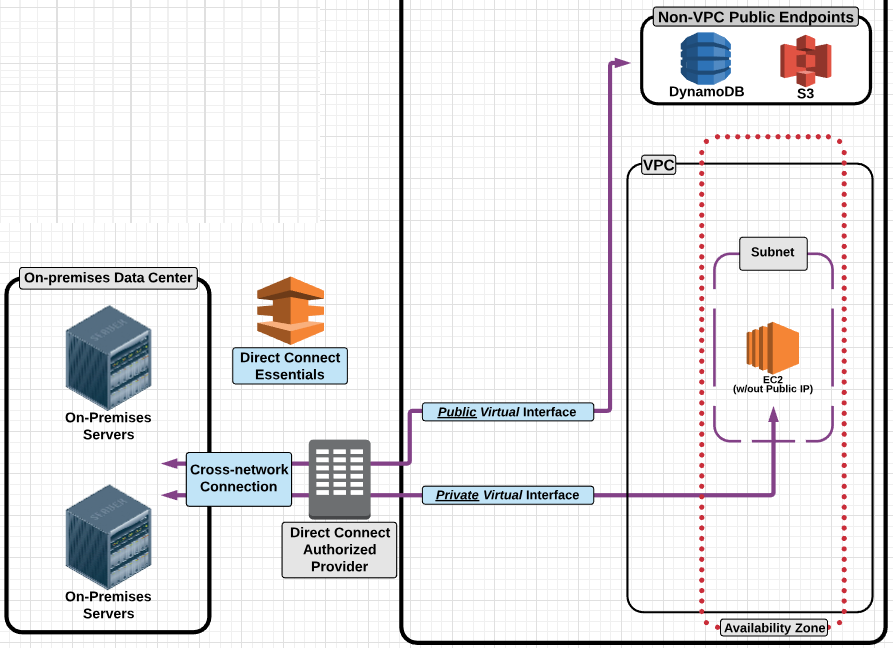 Non-VPC Public Endpoints
DynamoDB
S3
VPC
Subnet
EC2
(w/out Public IP)
On-premises Data Center
On-Premises
Servers
Direct Connect
Essentials
Public Virtual Interface
Cross-network
Connection
Private Virtual Interface
Direct Connect
Authorized
Provider
On-Premises
Servers
Availability Zone